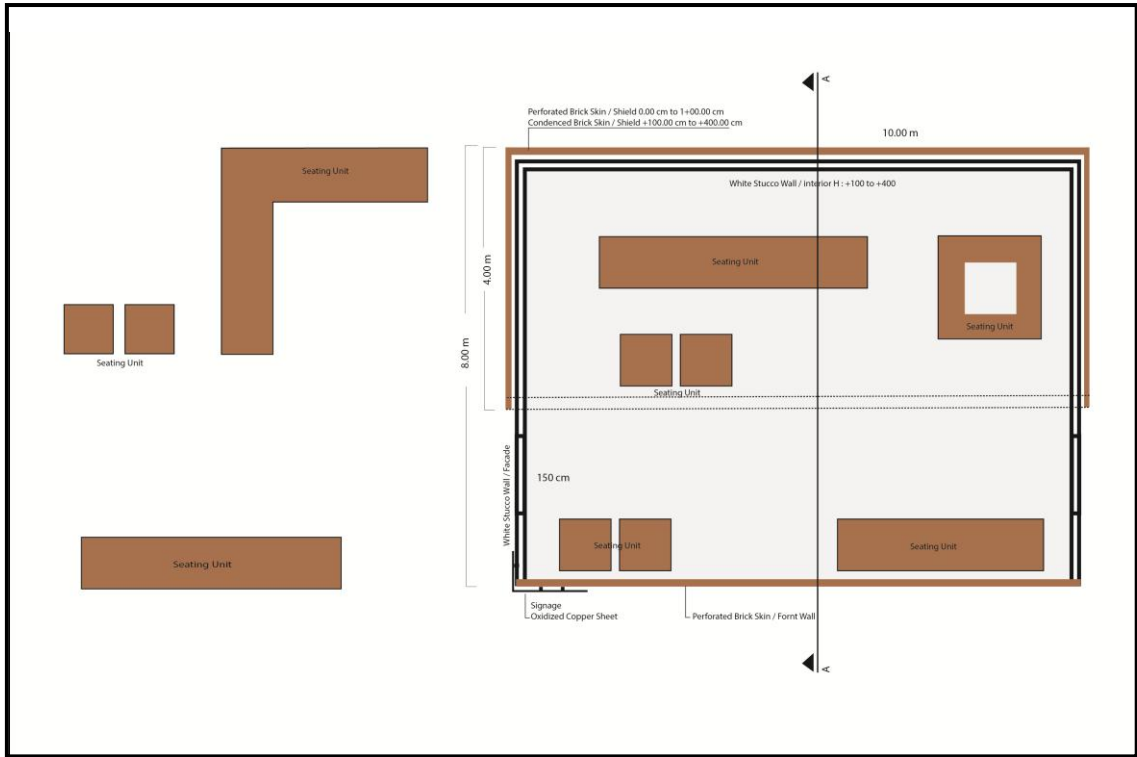 A
Perforated Brick Skin / Shield 0.00 cm to 1+00.00 cm
Condenced Brick Skin / Shield +100.00 cm to +400.00 cm
10.00 m
Seating Unit
White Stucco Wall / interior H : +100 to +400
Seating Unit
4.00 m
Seating Unit
8.00 m
Seating Unit
Seating Unit
White Stucco Wall / Facade
150 cm
Seating Unit
Seating Unit
Seating Unit
Signage
Oxidized Copper Sheet
Perforated Brick Skin / Fornt Wall
A